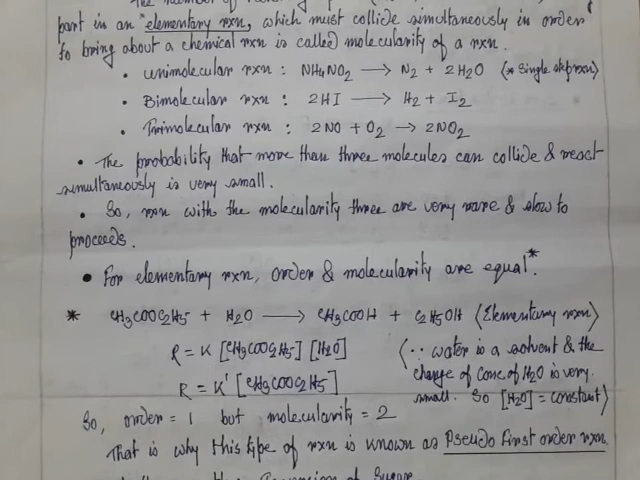 part in an "elementary rxn, which must collide simultaneously in order
to bring about a chemical rxn is called molecularity of a rxn.
• Unimolecular rxn : NH4NO2 → N2 + 2H2O (* Single step rxn)
• Bimolecular rxn : 2HI → H2 + I2
• Trimolecular rxn : 2NO + O2 → 2NO2
• The probability that more than three molecules can collide & react
simultaneously is very small.
• So, rxn with the molecularity three are very rare & slow to
proceeds.
• For elementary rxn, order & molecularity are equal.*
* CH3COOC2H5 + H2O → CH3COOH + C2H5OH (Elementary rxn)
R = K [CH3COOC2H5] [H2O] (∵ water is a solvent & the
R = K' [CH3COOC2H5] change of conc of H2O is very
small. So [H2O] = constant)
So, order = 1 but molecularity = 2
That is why this type of rxn is known as Pseudo First order rxn.